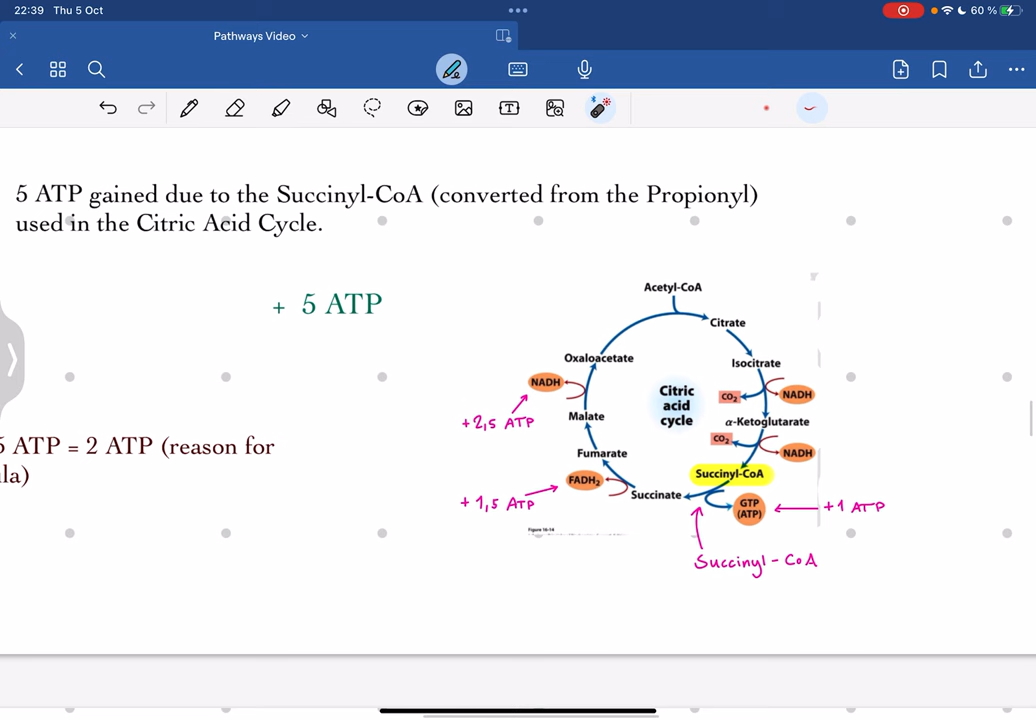 22:39 Thu 5 Oct
60 %
Pathways Video
5 ATP gained due to the Succinyl-CoA (converted from the Propionyl)
used in the Citric Acid Cycle.
+ 5 ATP
5 ATP = 2 ATP (reason for
la)
Acetyl-CoA
Citrate
Oxaloacetate
Isocitrate
NADH
Citric
acid
cycle
CO₂
NADH
+2,5 ATP
Malate
α-Ketoglutarate
CO₂
NADH
Fumarate
Succinyl-CoA
FADH₂
+ 1,5 ATP
Succinate
GTP
(ATP)
+1 ATP
Succinyl-CoA